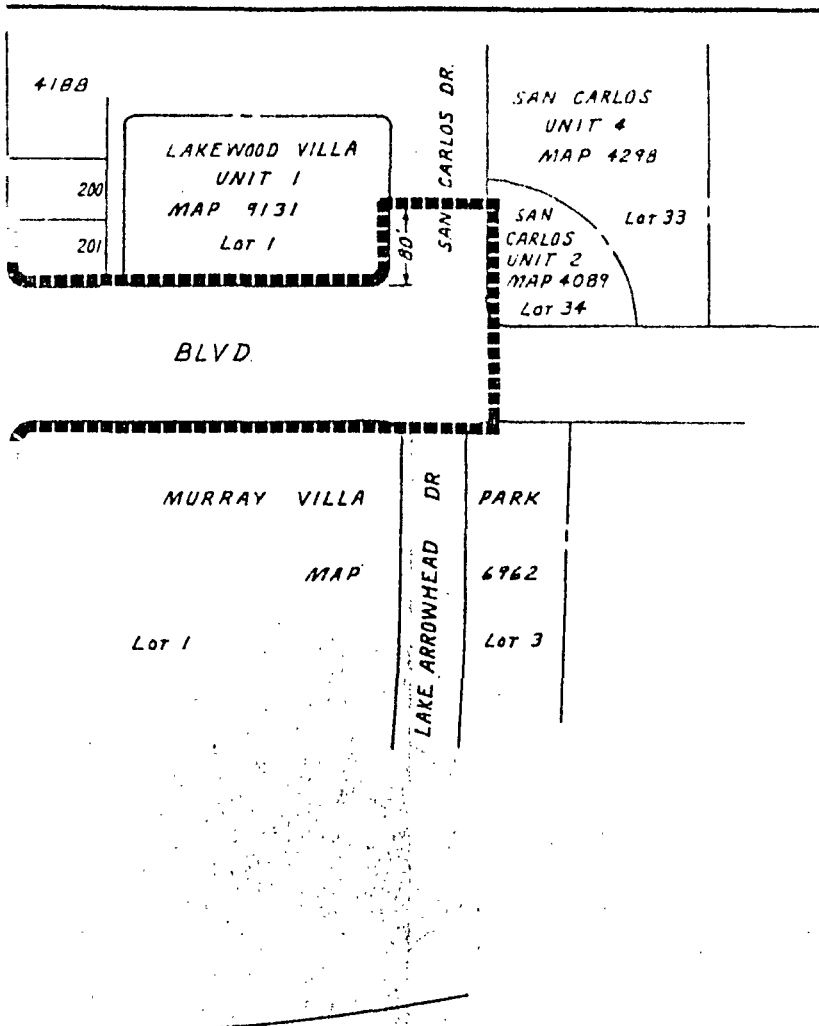 4188
200
201
LAKEWOOD VILLA
UNIT 1
MAP 9131
Lot 1
80'
SAN CARLOS DR.
SAN CARLOS
UNIT 4
MAP 4298
Lot 33
SAN
CARLOS
UNIT 2
MAP 4089
Lot 34
BLVD.
MURRAY VILLA PARK
MAP 6962
Lot 1
LAKE ARROWHEAD DR
Lot 3